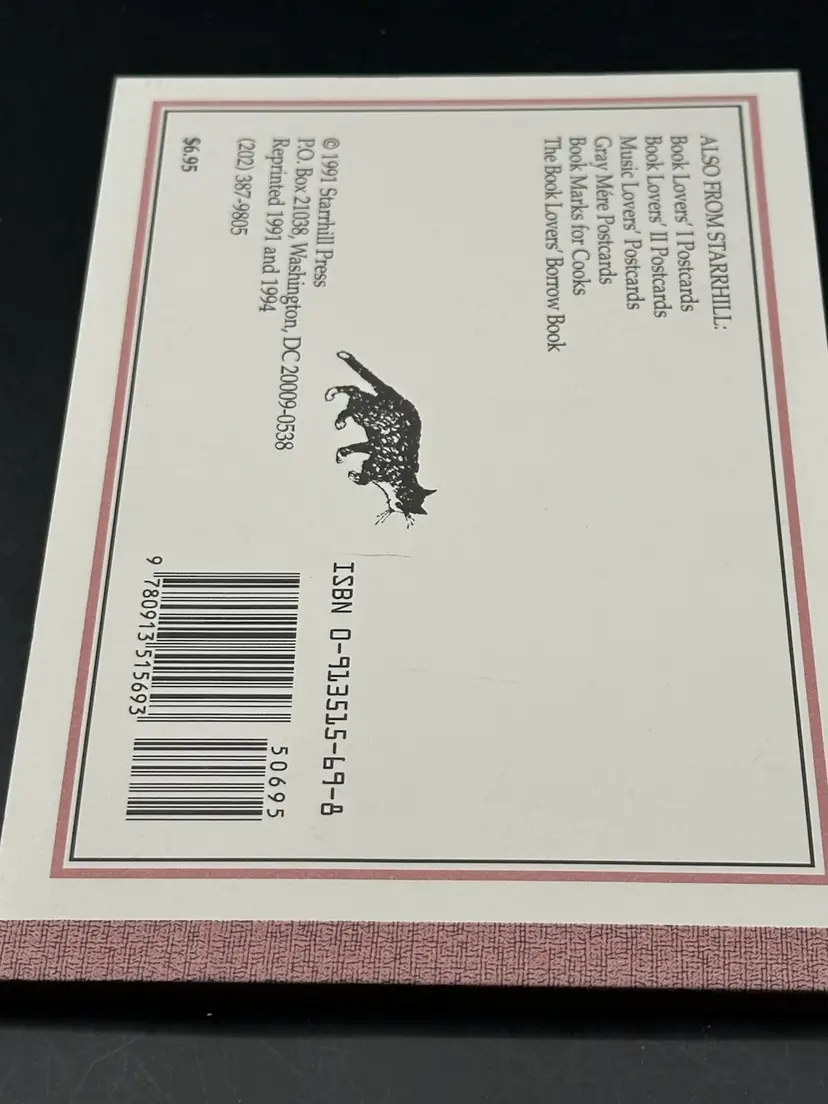 ALSO FROM STARRHILL:
Book Lovers' I Postcards
Book Lovers' II Postcards
Music Lovers' Postcards
Gray Mére Postcards
Book Marks for Cooks
The Book Lovers' Borrow Book
© 1991 Starrhill Press
P.O. Box 21038, Washington, DC 20009-0538
Reprinted 1991 and 1994
(202) 387-9805
$6.95
ISBN 0-913515-69-8
50695
9 780913 515693